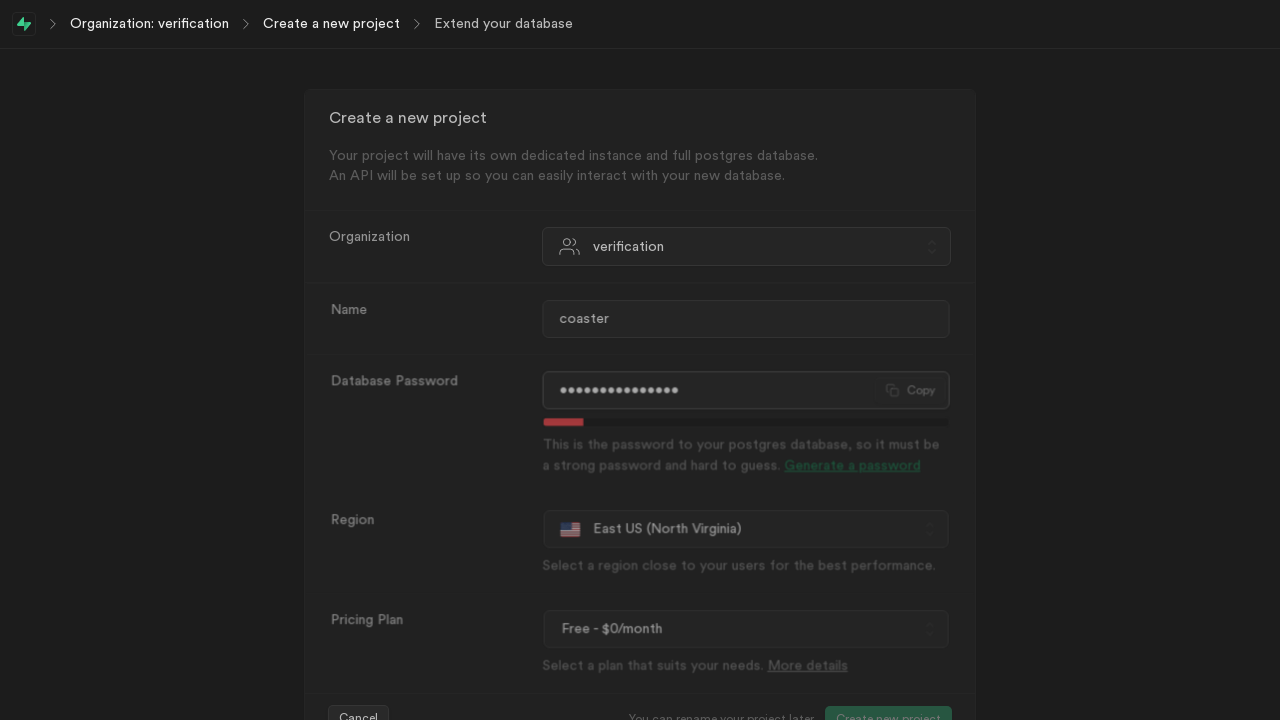 Organization: verification
Create a new project
Extend your database
Create a new project
Your project will have its own dedicated instance and full postgres database.
An API will be set up so you can easily interact with your new database.
Organization
verification
Name
coaster
Database Password
•••••••••••••••
Copy
This is the password to your postgres database, so it must be
a strong password and hard to guess. Generate a password
Region
East US (North Virginia)
Select a region close to your users for the best performance.
Pricing Plan
Free - $0/month
Select a plan that suits your needs. More details
Cancel
You can rename your project later
Create new project